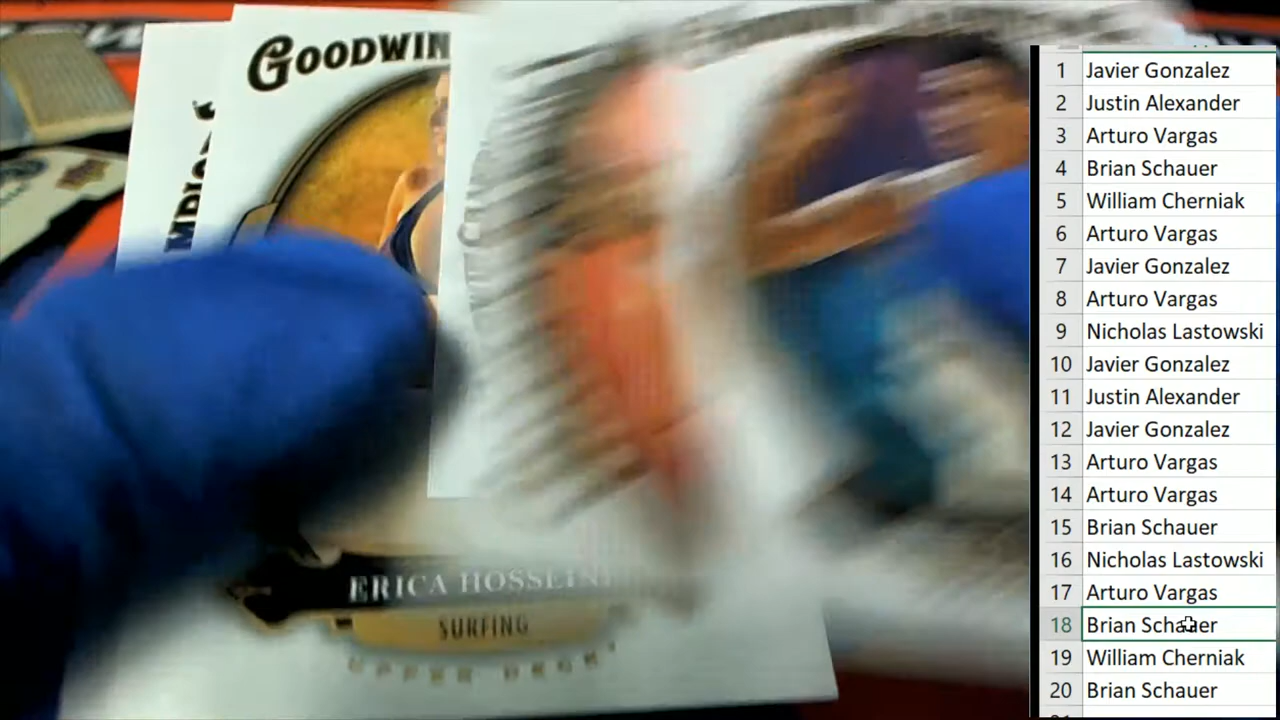 GOODWIN
ERICA HOSSEINI
SURFING
UPPER DECK
1 Javier Gonzalez
2 Justin Alexander
3 Arturo Vargas
4 Brian Schauer
5 William Cherniak
6 Arturo Vargas
7 Javier Gonzalez
8 Arturo Vargas
9 Nicholas Lastowski
10 Javier Gonzalez
11 Justin Alexander
12 Javier Gonzalez
13 Arturo Vargas
14 Arturo Vargas
15 Brian Schauer
16 Nicholas Lastowski
17 Arturo Vargas
18 Brian Schauer
19 William Cherniak
20 Brian Schauer